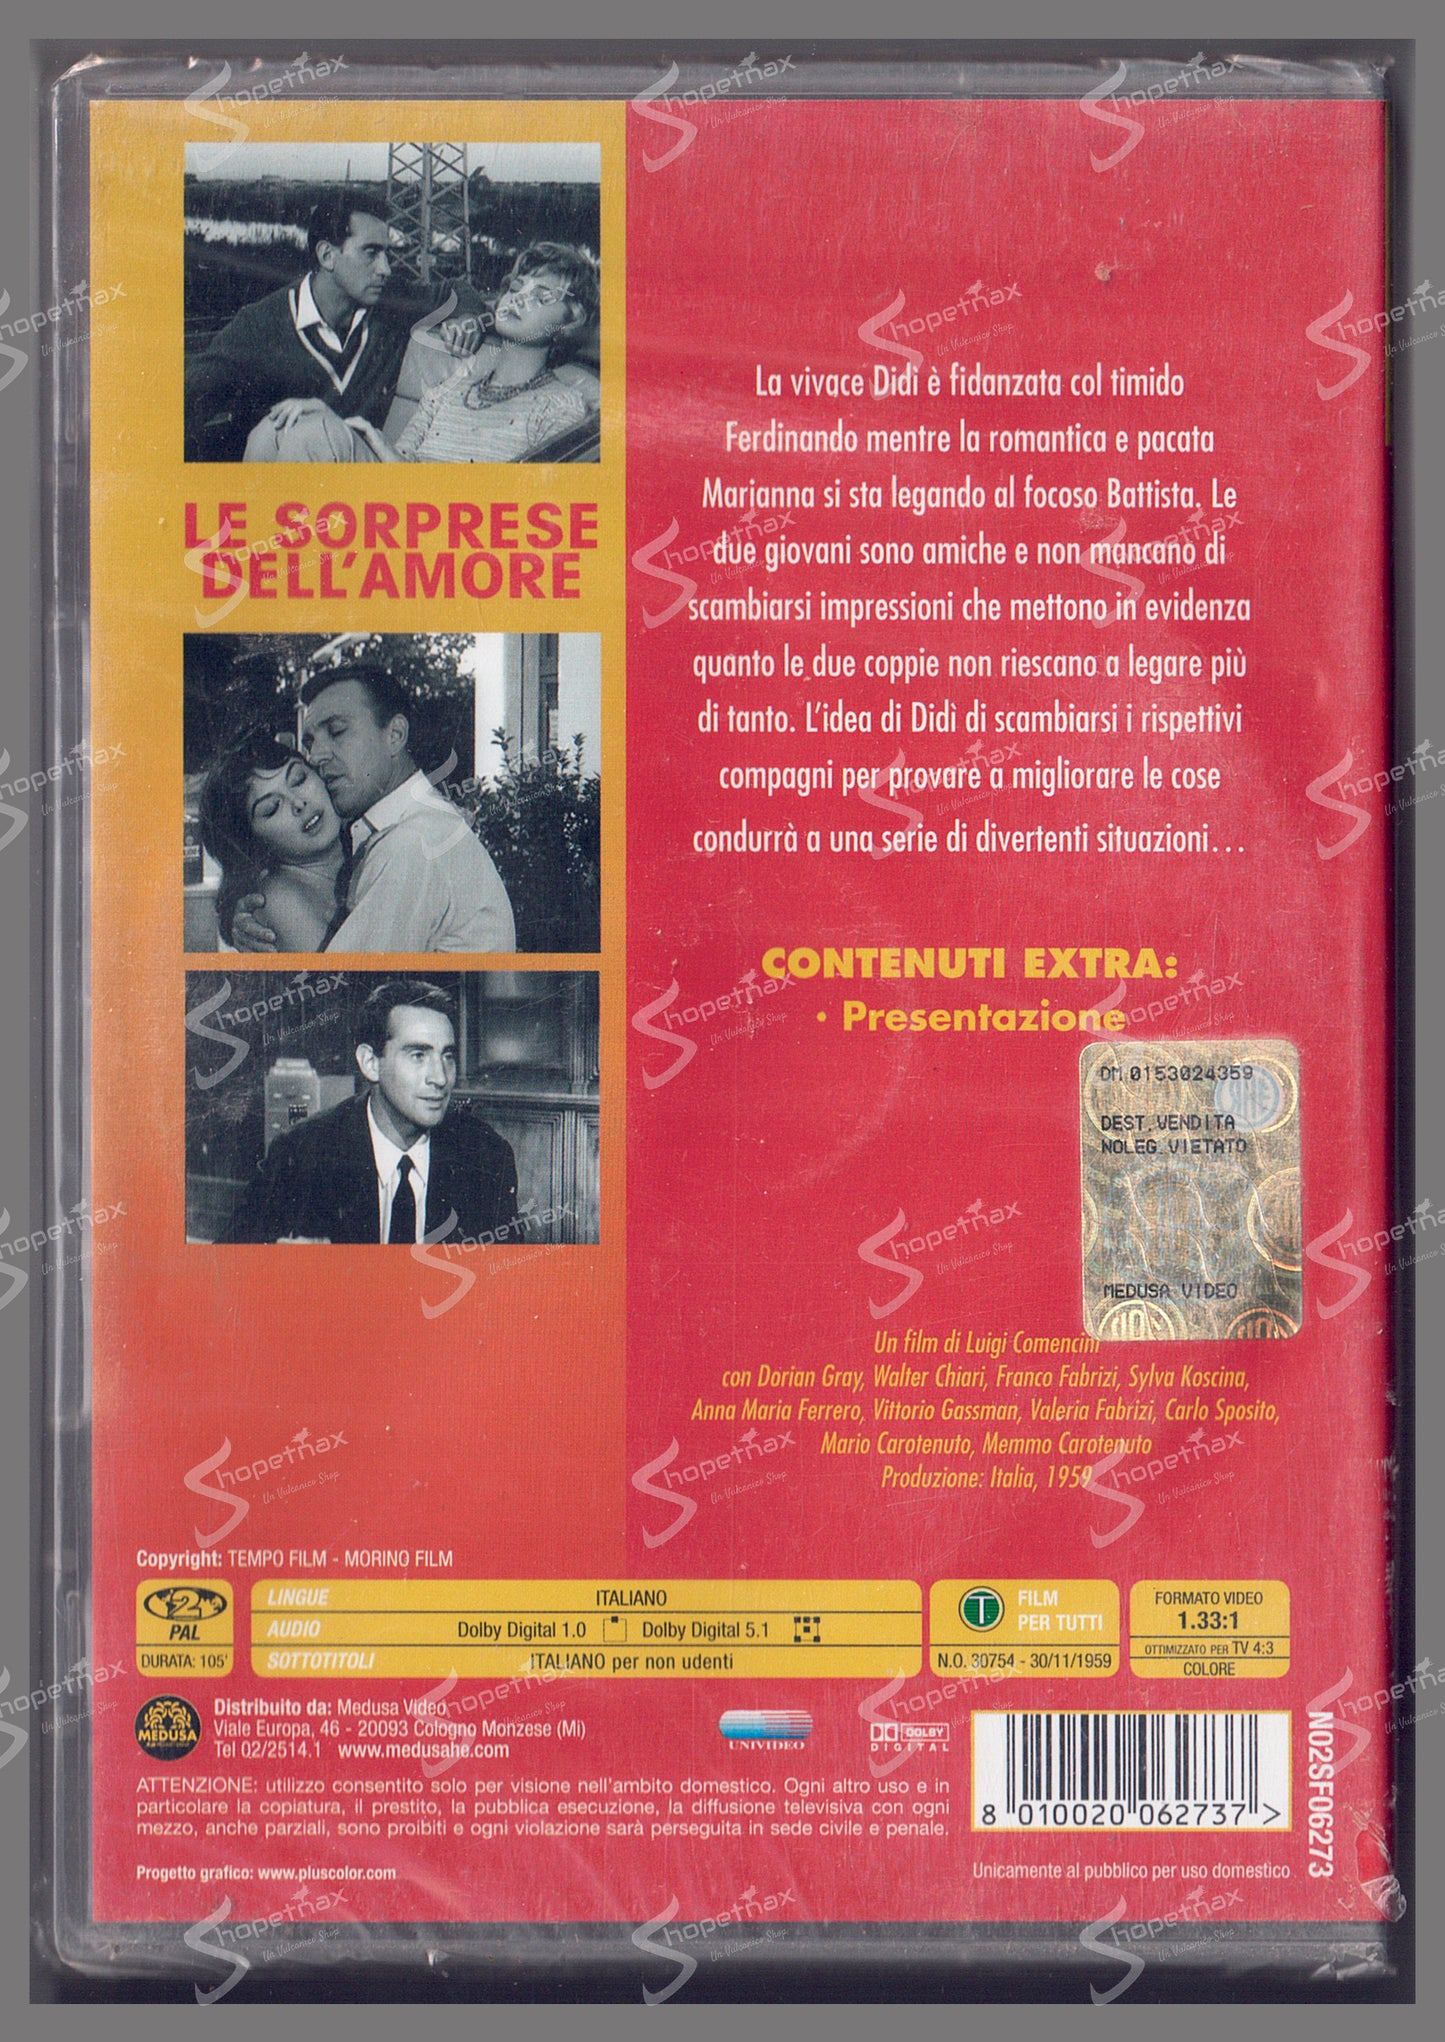 LE SORPRESE
DELL'AMORE
La vivace Didì è fidanzata col timido
Ferdinando mentre la romantica e pacata
Marianna si sta legando al focoso Battista. Le
due giovani sono amiche e non mancano di
scambiarsi impressioni che mettono in evidenza
quanto le due coppie non riescano a legare più
di tanto. L'idea di Didì di scambiarsi i rispettivi
compagni per provare a migliorare le cose
condurrà a una serie di divertenti situazioni...
CONTENUTI EXTRA:
• Presentazione
DM 0153024359
DEST.VENDITA
NOLEG.VIETATO
MEDUSA VIDEO
Un film di Luigi Comencini
con Dorian Gray, Walter Chiari, Franco Fabrizi, Sylva Koscina,
Anna Maria Ferrero, Vittorio Gassman, Valeria Fabrizi, Carlo Sposito,
Mario Carotenuto, Memmo Carotenuto
Produzione: Italia, 1959
Copyright: TEMPO FILM - MORINO FILM
2
PAL
DURATA: 105'
LINGUE ITALIANO
AUDIO Dolby Digital 1.0 Dolby Digital 5.1
SOTTOTITOLI ITALIANO per non udenti
T FILM
PER TUTTI
N.O. 30754 - 30/11/1959
FORMATO VIDEO
1.33:1
OTTIMIZZATO PER TV 4:3
COLORE
MEDUSA
Distribuito da: Medusa Video
Viale Europa, 46 - 20093 Cologno Monzese (Mi)
Tel 02/2514.1 www.medusahe.com
UNIVIDEO
DOLBY
DIGITAL
ATTENZIONE: utilizzo consentito solo per visione nell'ambito domestico. Ogni altro uso e in
particolare la copiatura, il prestito, la pubblica esecuzione, la diffusione televisiva con ogni
mezzo, anche parziali, sono proibiti e ogni violazione sarà perseguita in sede civile e penale.
Progetto grafico: www.pluscolor.com
8 010020 062737 >
Unicamente al pubblico per uso domestico
N02SF06273
Shopethax
Un Vulcanico Shop